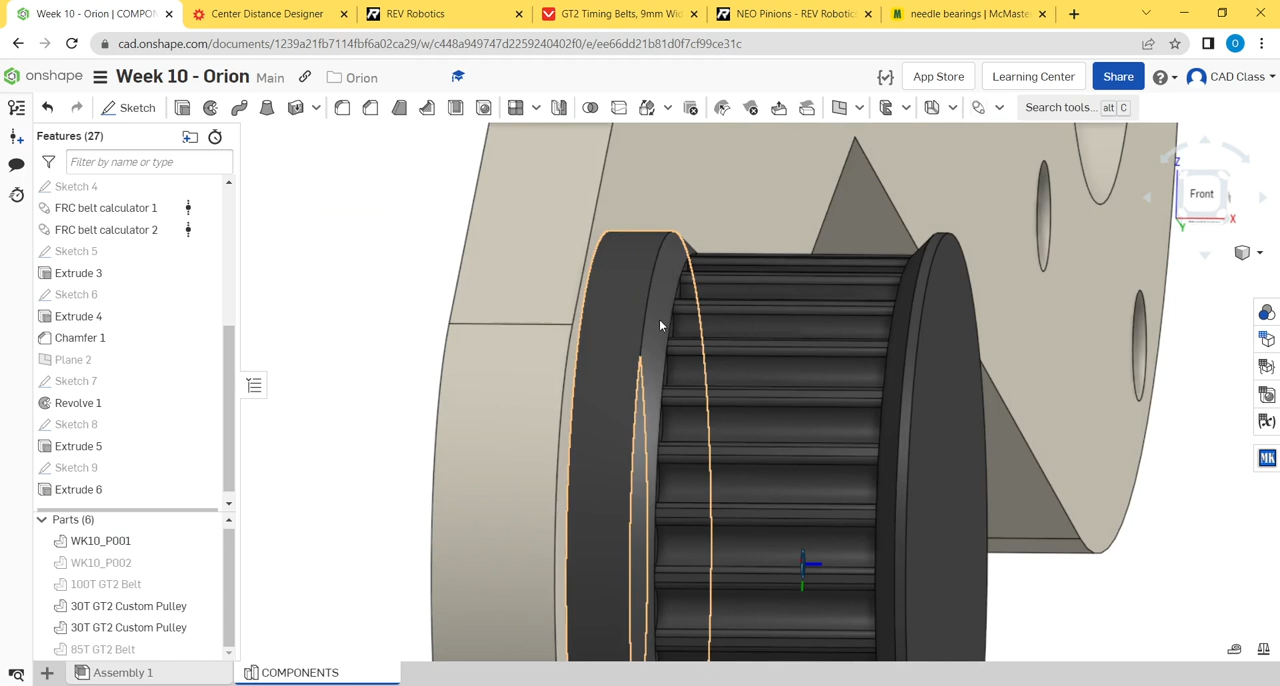 Week 10 - Orion | COMPON
Center Distance Designer
REV Robotics
GT2 Timing Belts, 9mm Wid
NEO Pinions - REV Robotic
needle bearings | McMaste
cad.onshape.com/documents/1239a21fb7114fbf6a02ca29/w/c448a949747d3259240402f0/e/ee66dd21b81d0f7cf99ce31c
O
onshape
Week 10 - Orion Main
Orion
App Store
Learning Center
Share
CAD Class
Sketch
Search tools... alt C
Features (27)
Filter by name or type
Sketch 4
FRC belt calculator 1
FRC belt calculator 2
Sketch 5
Extrude 3
Sketch 6
Extrude 4
Chamfer 1
Plane 2
Sketch 7
Revolve 1
Sketch 8
Extrude 5
Sketch 9
Extrude 6
Parts (6)
WK10_P001
WK10_P002
100T GT2 Belt
30T GT2 Custom Pulley
30T GT2 Custom Pulley
85T GT2 Belt
Z
Front
X
Y
MK
Assembly 1
COMPONENTS